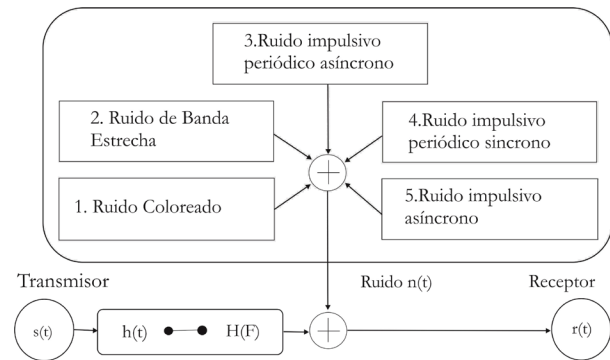 3.Ruido impulsivo
periódico asíncrono
2. Ruido de Banda
Estrecha
4.Ruido impulsivo
periódico sincrono
1. Ruido Coloreado
5.Ruido impulsivo
asíncrono
Transmisor
Ruido n(t)
Receptor
s(t)
h(t)
H(F)
r(t)